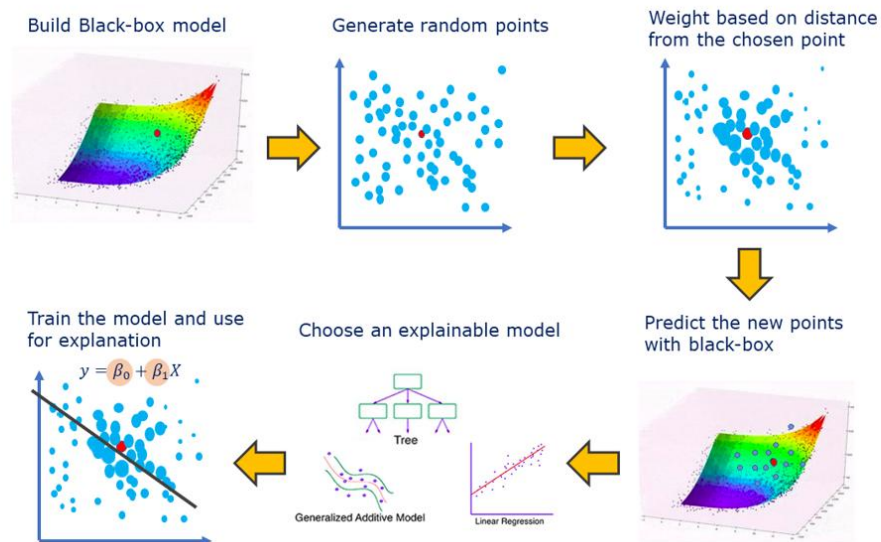 Build Black-box model
Generate random points
Weight based on distance
from the chosen point
Predict the new points
with black-box
Choose an explainable model
Tree
Generalized Additive Model
Linear Regression
Train the model and use
for explanation
y = β₀ + β₁X